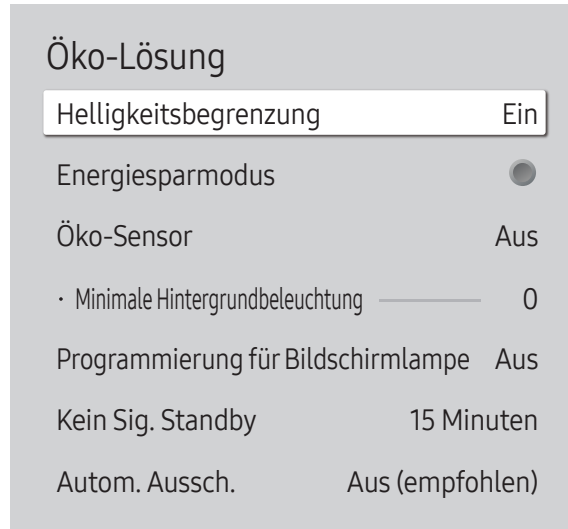 Öko-Lösung
Helligkeitsbegrenzung Ein
Energiesparmodus
Öko-Sensor Aus
· Minimale Hintergrundbeleuchtung 0
Programmierung für Bildschirmlampe Aus
Kein Sig. Standby 15 Minuten
Autom. Aussch. Aus (empfohlen)